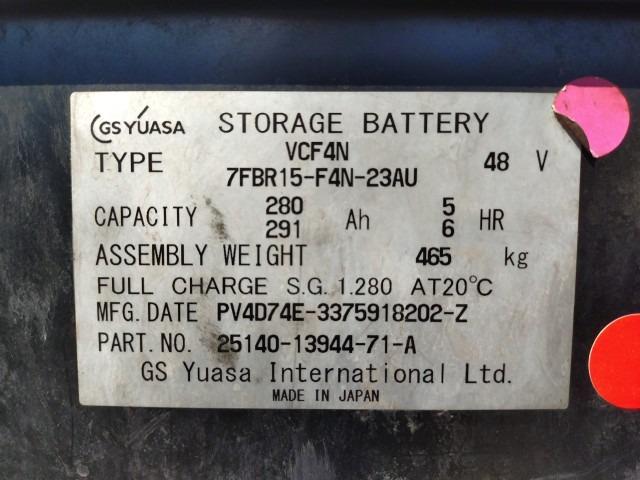 GS YUASA STORAGE BATTERY
TYPE VCF4N 48 V
7FBR15-F4N-23AU
CAPACITY 280 Ah 5 HR
291 6
ASSEMBLY WEIGHT 465 kg
FULL CHARGE S.G. 1.280 AT20℃
MFG. DATE PV4D74E-3375918202-Z
PART. NO. 25140-13944-71-A
GS Yuasa International Ltd.
MADE IN JAPAN